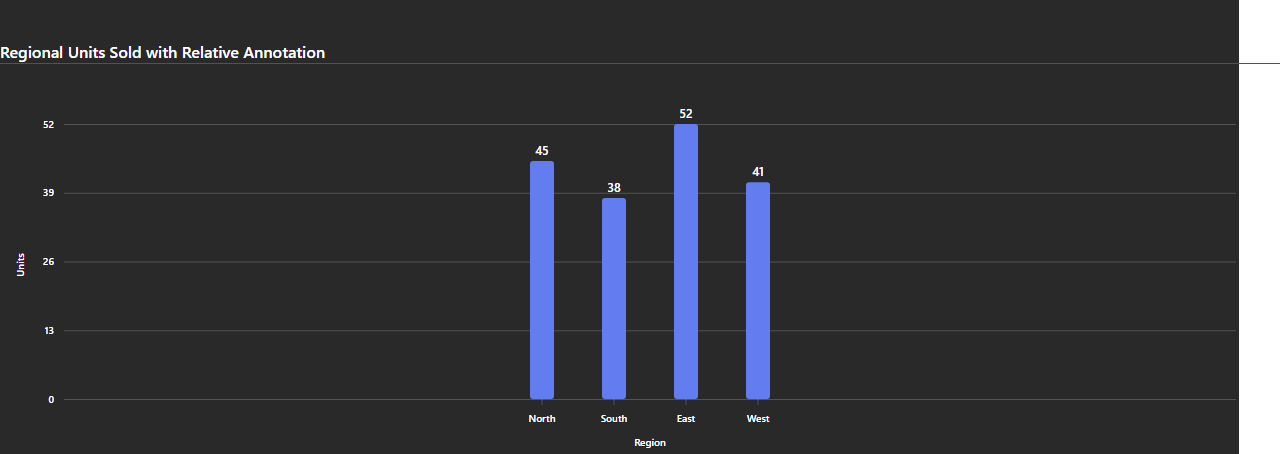 Regional Units Sold with Relative Annotation
52
39
26
13
0
Units
45
38
52
41
North
South
East
West
Region